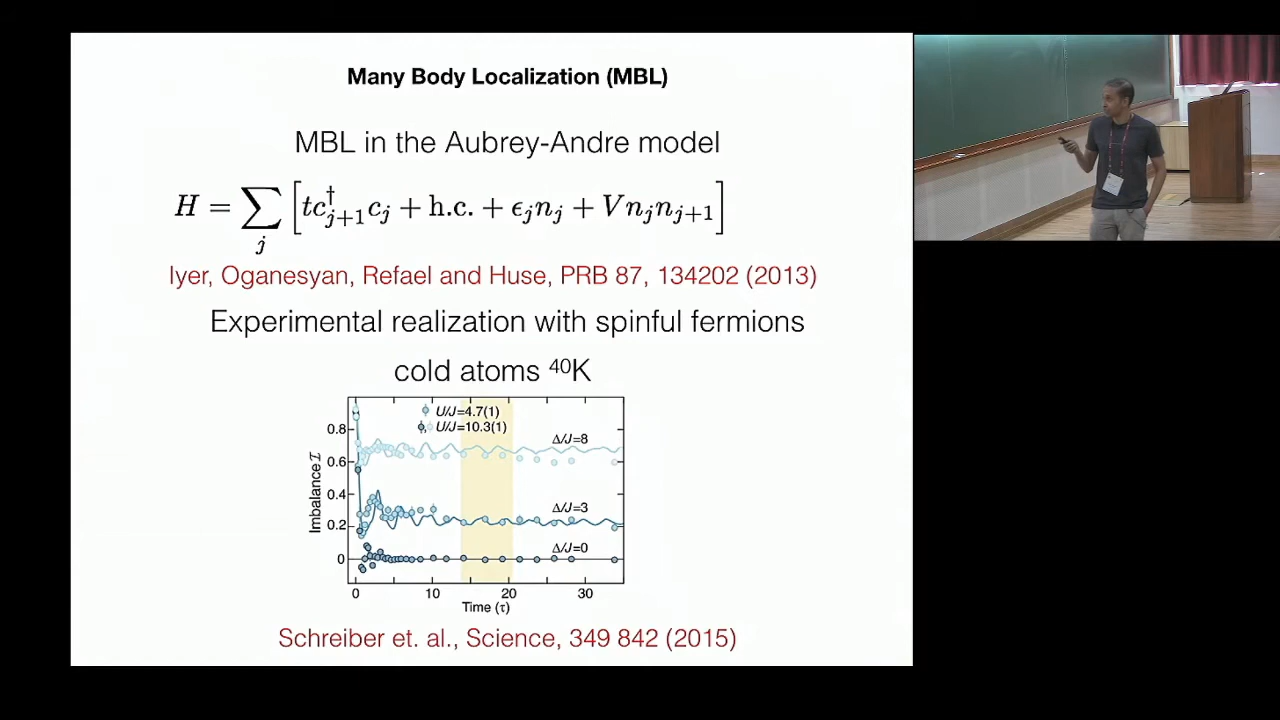 Many Body Localization (MBL)
MBL in the Aubrey-Andre model
H = ∑_j [ t c†_{j+1} c_j + h.c. + ϵ_j n_j + V n_j n_{j+1} ]
Iyer, Oganesyan, Refael and Huse, PRB 87, 134202 (2013)
Experimental realization with spinful fermions
cold atoms ⁴⁰K
U/J=4.7(1)
U/J=10.3(1)
Δ/J=8
Δ/J=3
Δ/J=0
Imbalance I
0.8
0.6
0.4
0.2
0
0 10 20 30
Time (τ)
Schreiber et. al., Science, 349 842 (2015)